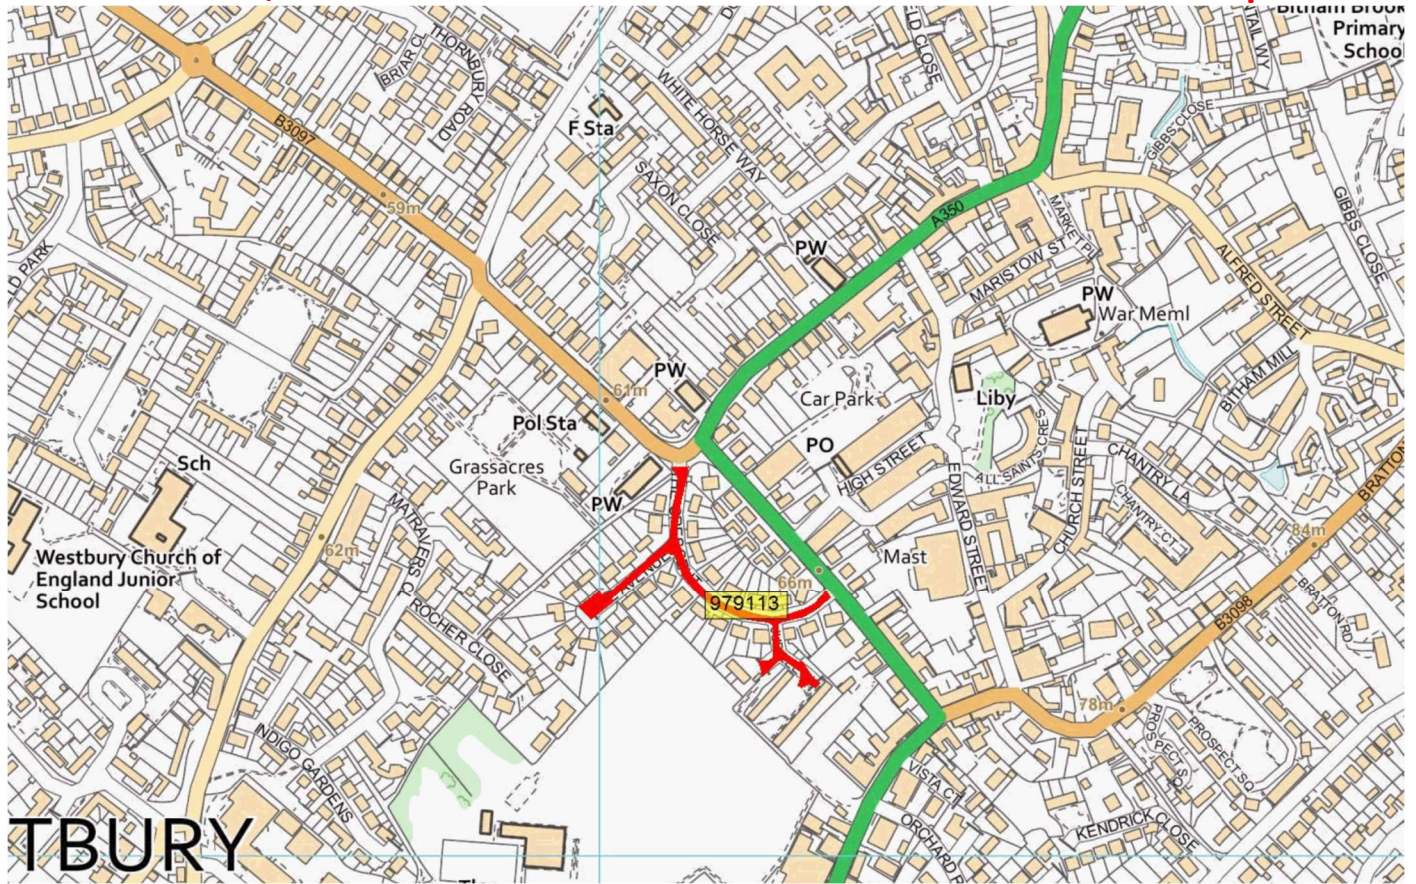 Bitham Brook
Primary
School
BRIAR CL
THORNBURY
ROAD
WHITE HORSE WAY
GIBBS CLOSE
F Sta
B3097
SAXON CLOSE
59m
A350
MARKET PL
GIBBS CLOSE
MARISTOW ST
ALFRED STREET
PW
PW
War Meml
BITHAM MILL
PW
61m
Car Park
Liby
Pol Sta
PO
HIGH STREET
ALL SAINTS CRES
CHURCH STREET
CHANTRY LA
CHANTRY CT
BRATTON
Sch
Grassacres
Park
PW
EDWARD STREET
84m
MATRAVERS CL
62m
Westbury Church of
England Junior
School
Mast
66m
AVENUE
979113
CROCHER CLOSE
B3098
BRATTON RD
78m
PROSPECT SQ
PROSPECT SQ
INDIGO GARDENS
VISTA CT
ORCHARD R
KENDRICK CLOSE
TBURY